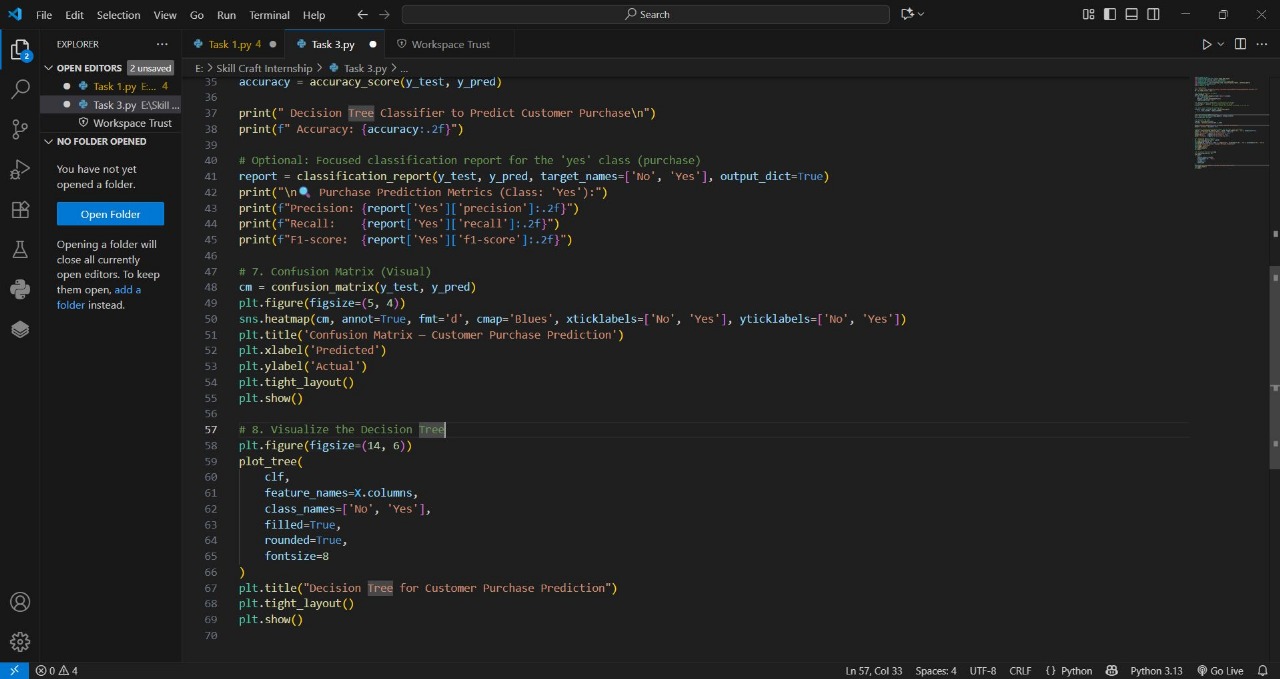 File Edit Selection View Go Run Terminal Help
Search
EXPLORER
OPEN EDITORS 2 unsaved
Task 1.py E:... 4
Task 3.py E:\Skill ...
Workspace Trust
NO FOLDER OPENED
You have not yet
opened a folder.
Open Folder
Opening a folder will
close all currently
open editors. To keep
them open, add a
folder instead.
2
Task 1.py 4
Task 3.py
Workspace Trust
E: > Skill Craft Internship > Task 3.py > ...
35 accuracy = accuracy_score(y_test, y_pred)
36
37 print(" Decision Tree Classifier to Predict Customer Purchase\n")
38 print(f" Accuracy: {accuracy:.2f}")
39
40 # Optional: Focused classification report for the 'yes' class (purchase)
41 report = classification_report(y_test, y_pred, target_names=['No', 'Yes'], output_dict=True)
42 print("\n🔍 Purchase Prediction Metrics (Class: 'Yes'):")
43 print(f"Precision: {report['Yes']['precision']:.2f}")
44 print(f"Recall:    {report['Yes']['recall']:.2f}")
45 print(f"F1-score:  {report['Yes']['f1-score']:.2f}")
46
47 # 7. Confusion Matrix (Visual)
48 cm = confusion_matrix(y_test, y_pred)
49 plt.figure(figsize=(5, 4))
50 sns.heatmap(cm, annot=True, fmt='d', cmap='Blues', xticklabels=['No', 'Yes'], yticklabels=['No', 'Yes'])
51 plt.title('Confusion Matrix – Customer Purchase Prediction')
52 plt.xlabel('Predicted')
53 plt.ylabel('Actual')
54 plt.tight_layout()
55 plt.show()
56
57 # 8. Visualize the Decision Tree
58 plt.figure(figsize=(14, 6))
59 plot_tree(
60     clf,
61     feature_names=X.columns,
62     class_names=['No', 'Yes'],
63     filled=True,
64     rounded=True,
65     fontsize=8
66 )
67 plt.title("Decision Tree for Customer Purchase Prediction")
68 plt.tight_layout()
69 plt.show()
70
0 4
Ln 57, Col 33 Spaces: 4 UTF-8 CRLF {} Python Python 3.13 Go Live